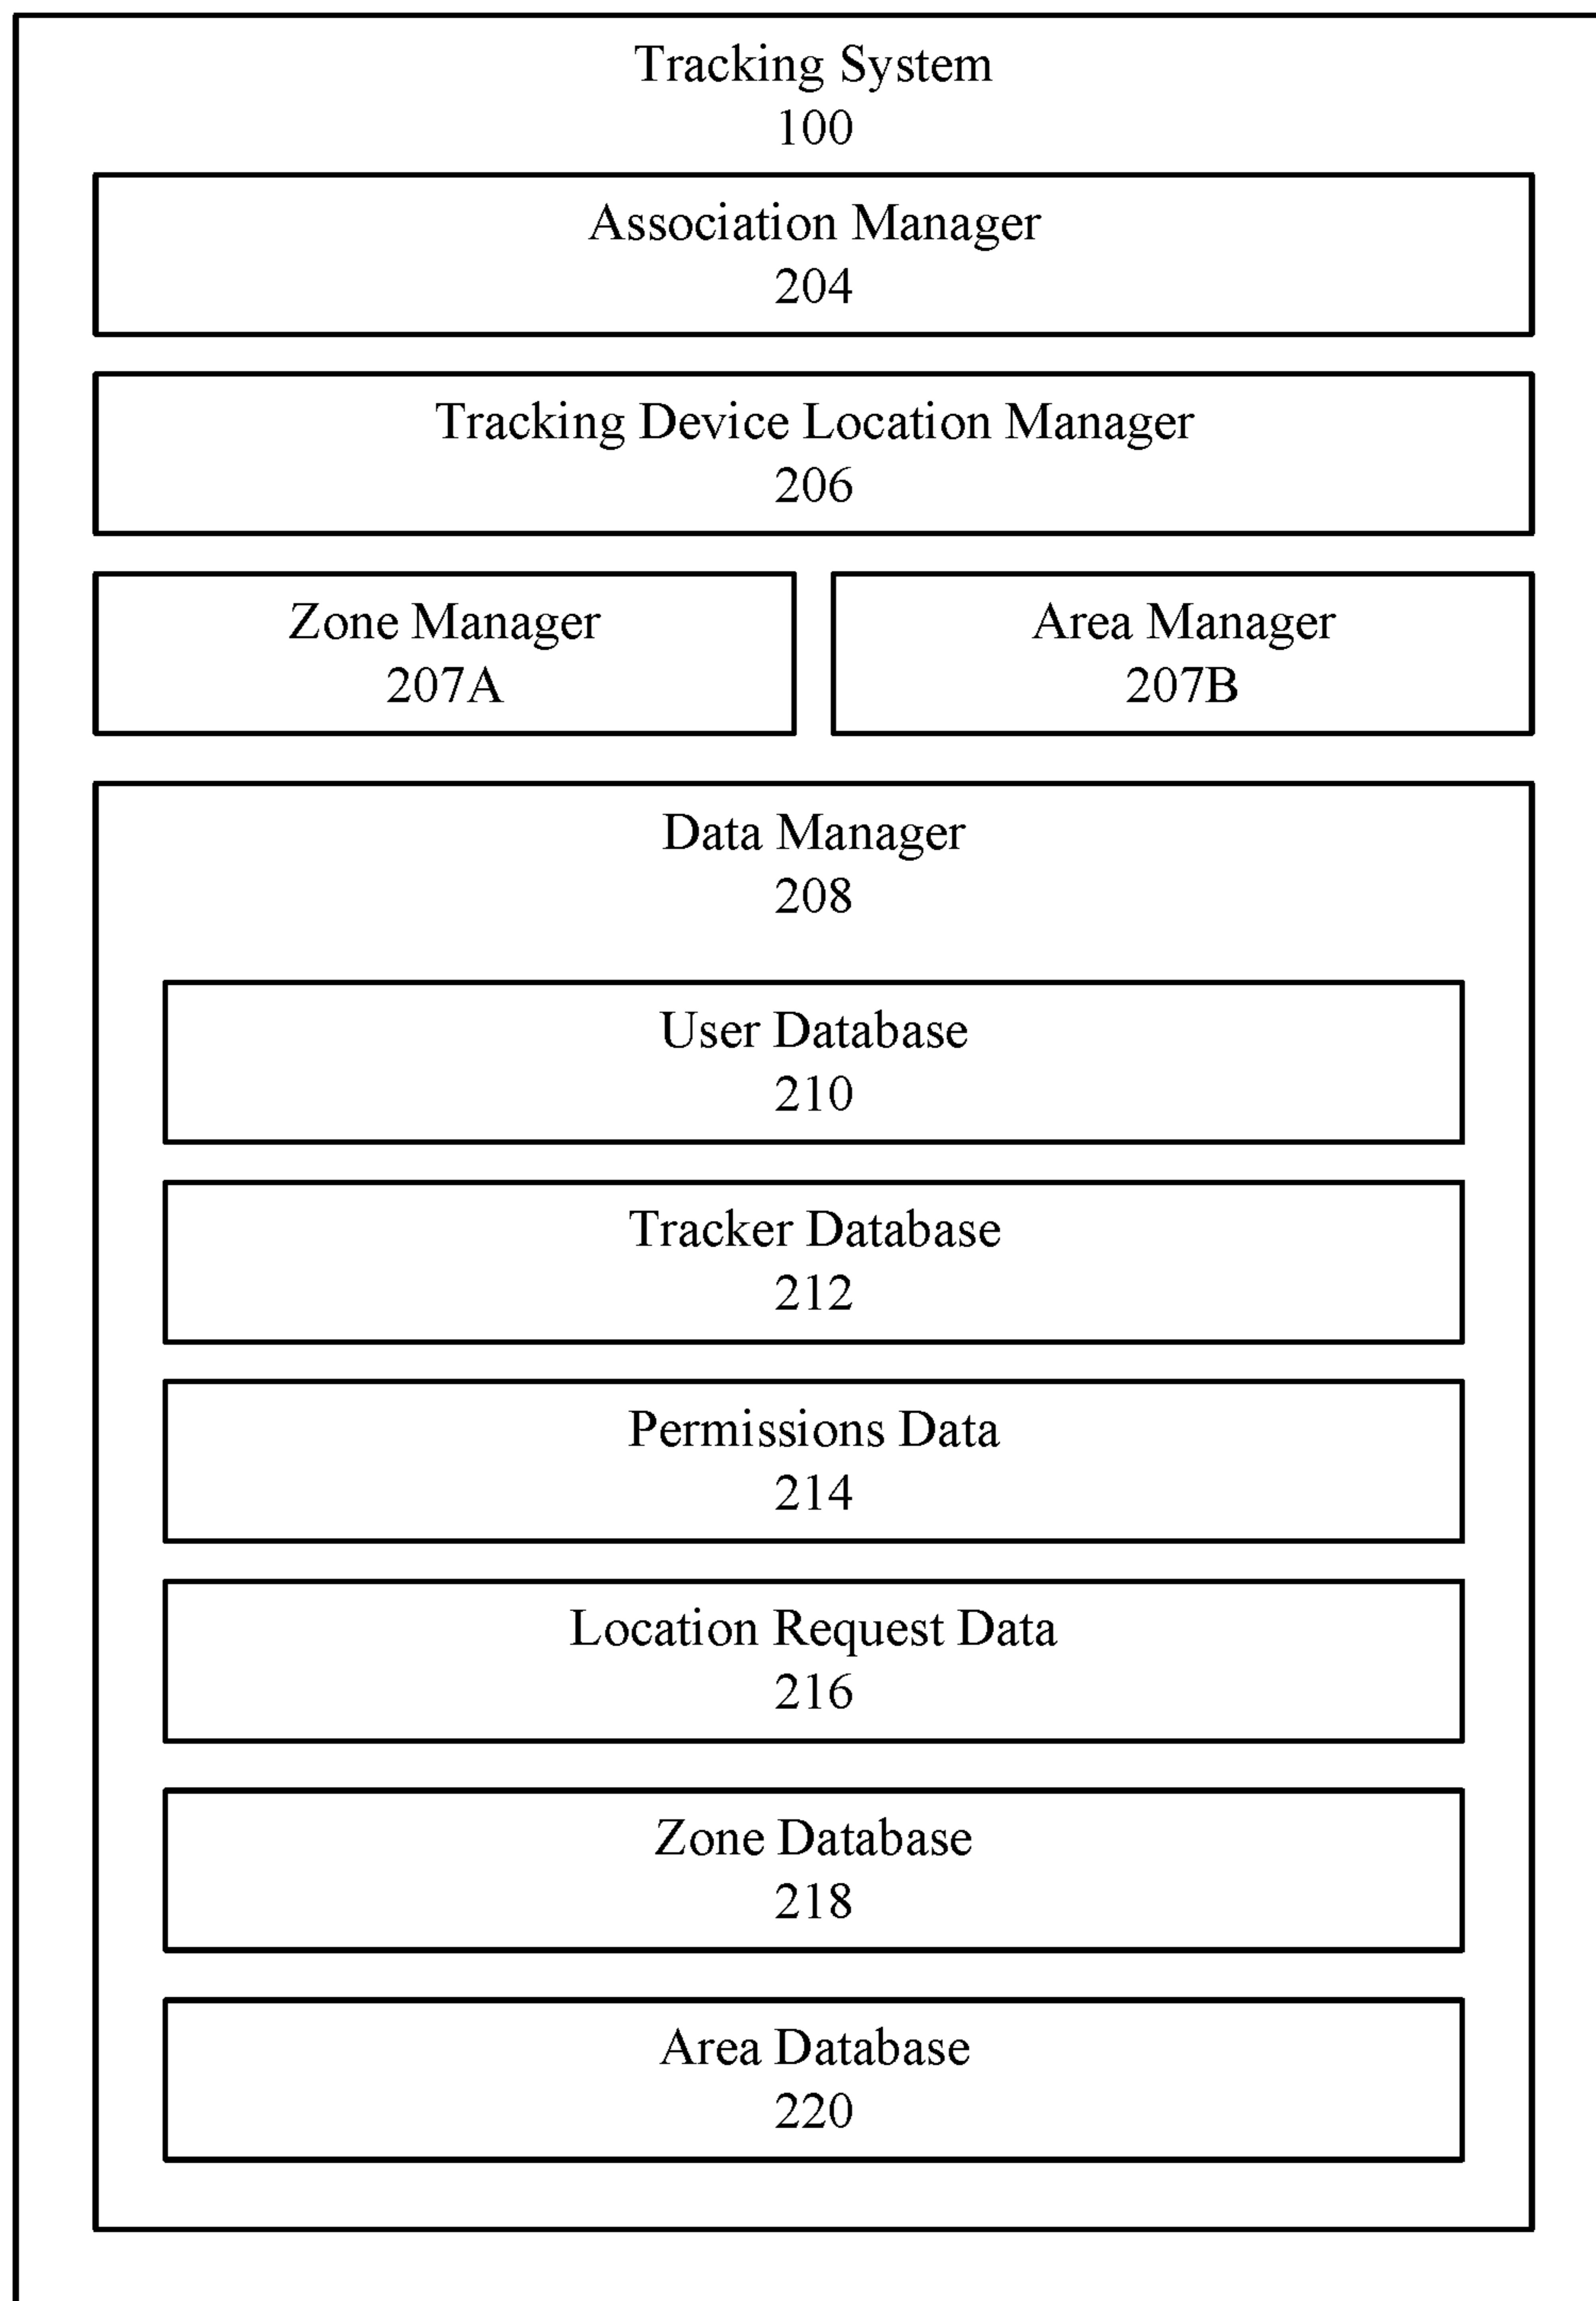 Tracking System
100
Association Manager
204
Tracking Device Location Manager
206
Zone Manager
207A
Area Manager
207B
Data Manager
208
User Database
210
Tracker Database
212
Permissions Data
214
Location Request Data
216
Zone Database
218
Area Database
220